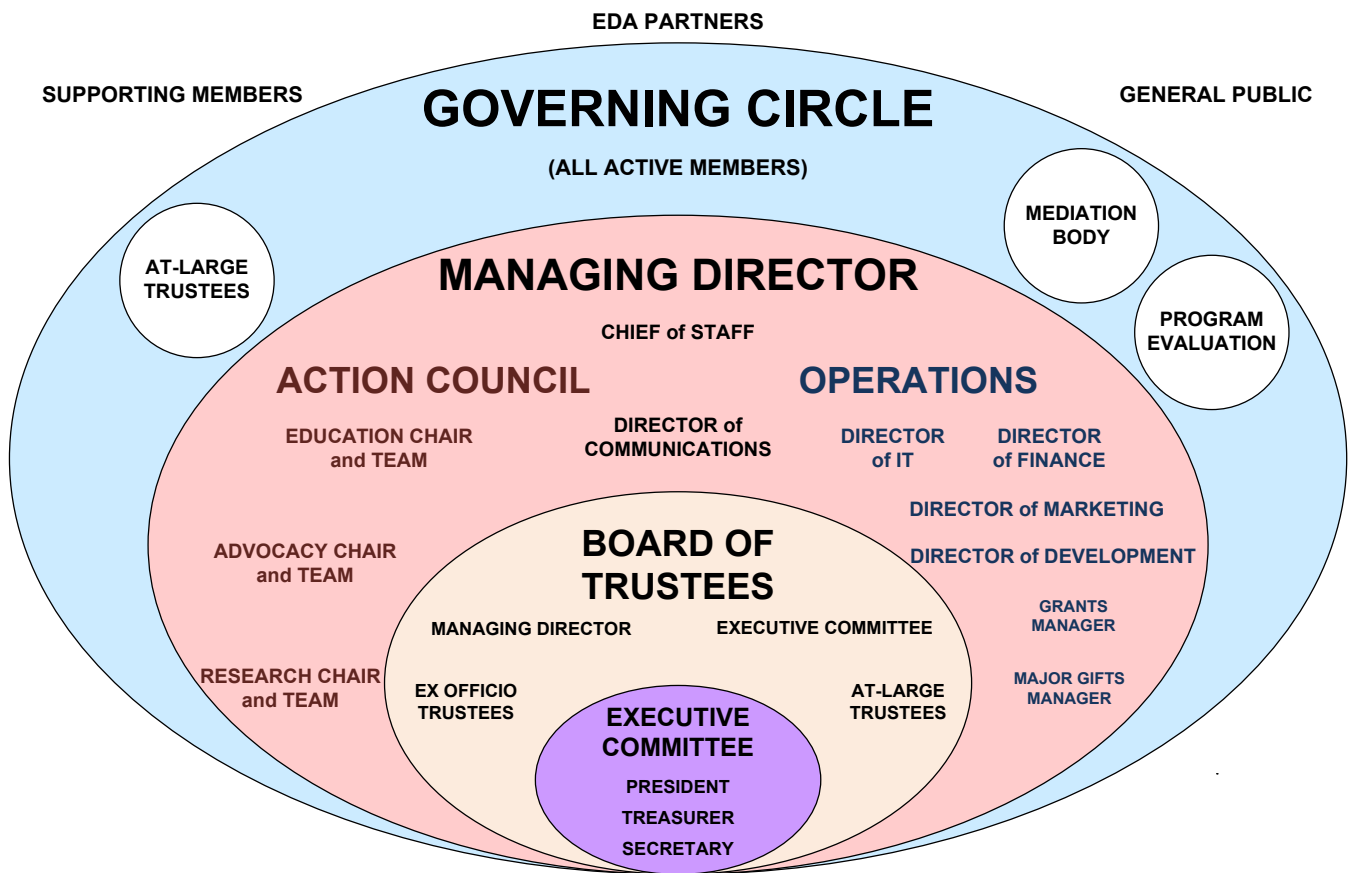 EDA PARTNERS
SUPPORTING MEMBERS
GENERAL PUBLIC
GOVERNING CIRCLE
(ALL ACTIVE MEMBERS)
MEDIATION
BODY
AT-LARGE
TRUSTEES
PROGRAM
EVALUATION
MANAGING DIRECTOR
CHIEF of STAFF
ACTION COUNCIL
OPERATIONS
EDUCATION CHAIR
and TEAM
DIRECTOR of
COMMUNICATIONS
DIRECTOR
of IT
DIRECTOR
of FINANCE
DIRECTOR of MARKETING
ADVOCACY CHAIR
and TEAM
DIRECTOR of DEVELOPMENT
GRANTS
MANAGER
RESEARCH CHAIR
and TEAM
MAJOR GIFTS
MANAGER
BOARD OF
TRUSTEES
MANAGING DIRECTOR
EXECUTIVE COMMITTEE
EX OFFICIO
TRUSTEES
AT-LARGE
TRUSTEES
EXECUTIVE
COMMITTEE
PRESIDENT
TREASURER
SECRETARY